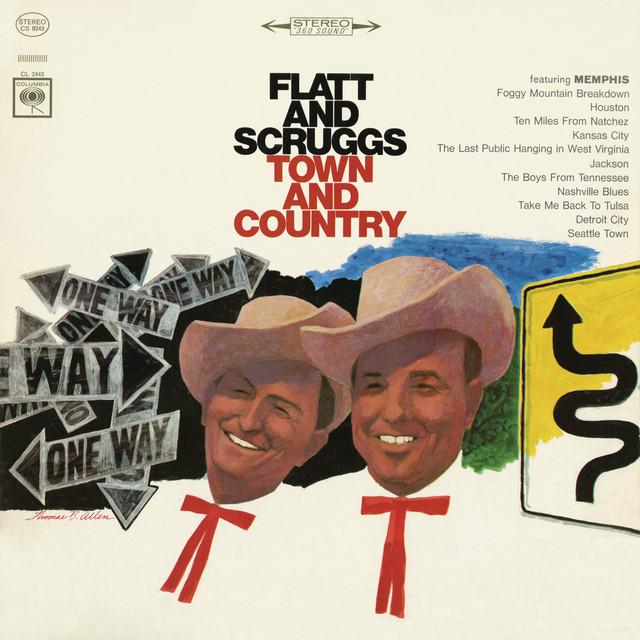 STEREO
CS 9243
CL 2443
COLUMBIA
STEREO
"360 SOUND"
FLATT
AND
SCRUGGS
TOWN
AND
COUNTRY
featuring MEMPHIS
Foggy Mountain Breakdown
Houston
Ten Miles From Natchez
Kansas City
The Last Public Hanging in West Virginia
Jackson
The Boys From Tennessee
Nashville Blues
Take Me Back To Tulsa
Detroit City
Seattle Town
ONE WAY
ONE WAY
ON
E WAY
ONE WAY
Thomas B. Allen